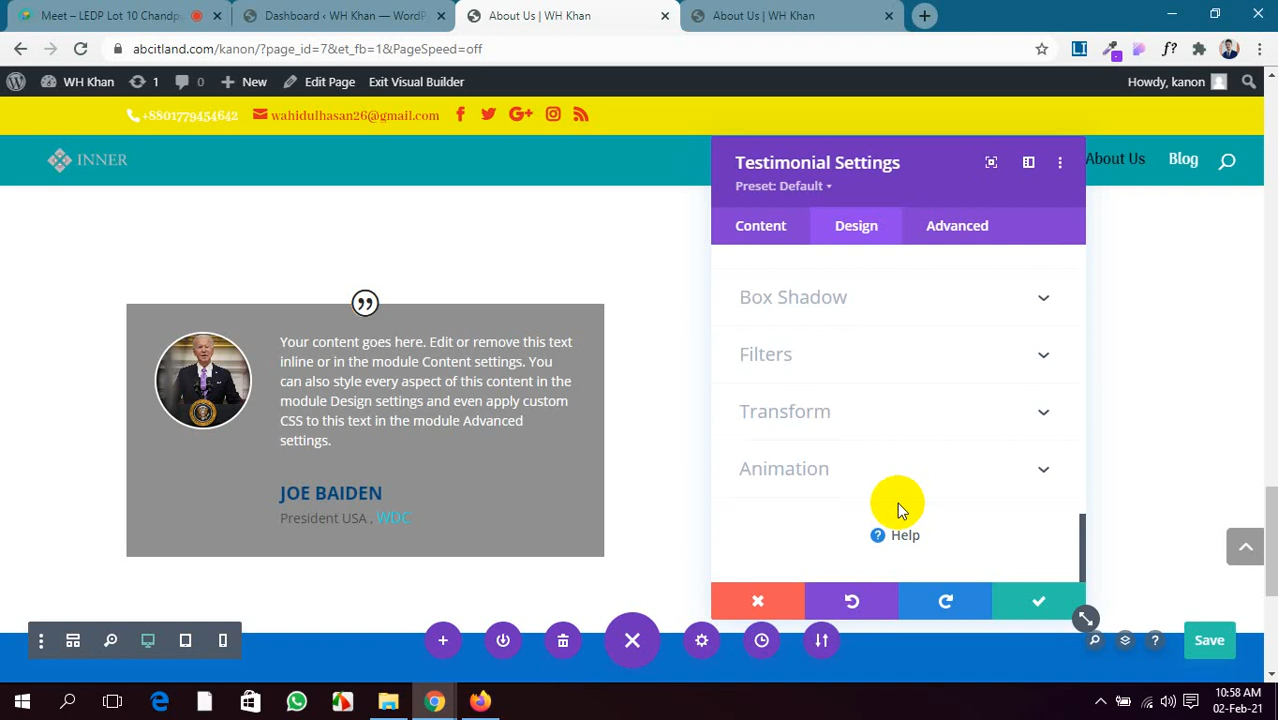 Meet – LEDP Lot 10 Chandp
Dashboard ‹ WH Khan — WordP
About Us | WH Khan
About Us | WH Khan
abcitland.com/kanon/?page_id=7&et_fb=1&PageSpeed=off
WH Khan
1
0
New
Edit Page
Exit Visual Builder
Howdy, kanon
+8801779454642
wahidulhasan26@gmail.com
INNER
About Us
Blog
Testimonial Settings
Preset: Default
Content
Design
Advanced
Box Shadow
Filters
Transform
Animation
Help
Your content goes here. Edit or remove this text
inline or in the module Content settings. You
can also style every aspect of this content in the
module Design settings and even apply custom
CSS to this text in the module Advanced
settings.
JOE BAIDEN
President USA , WDC
Save
10:58 AM
02-Feb-21